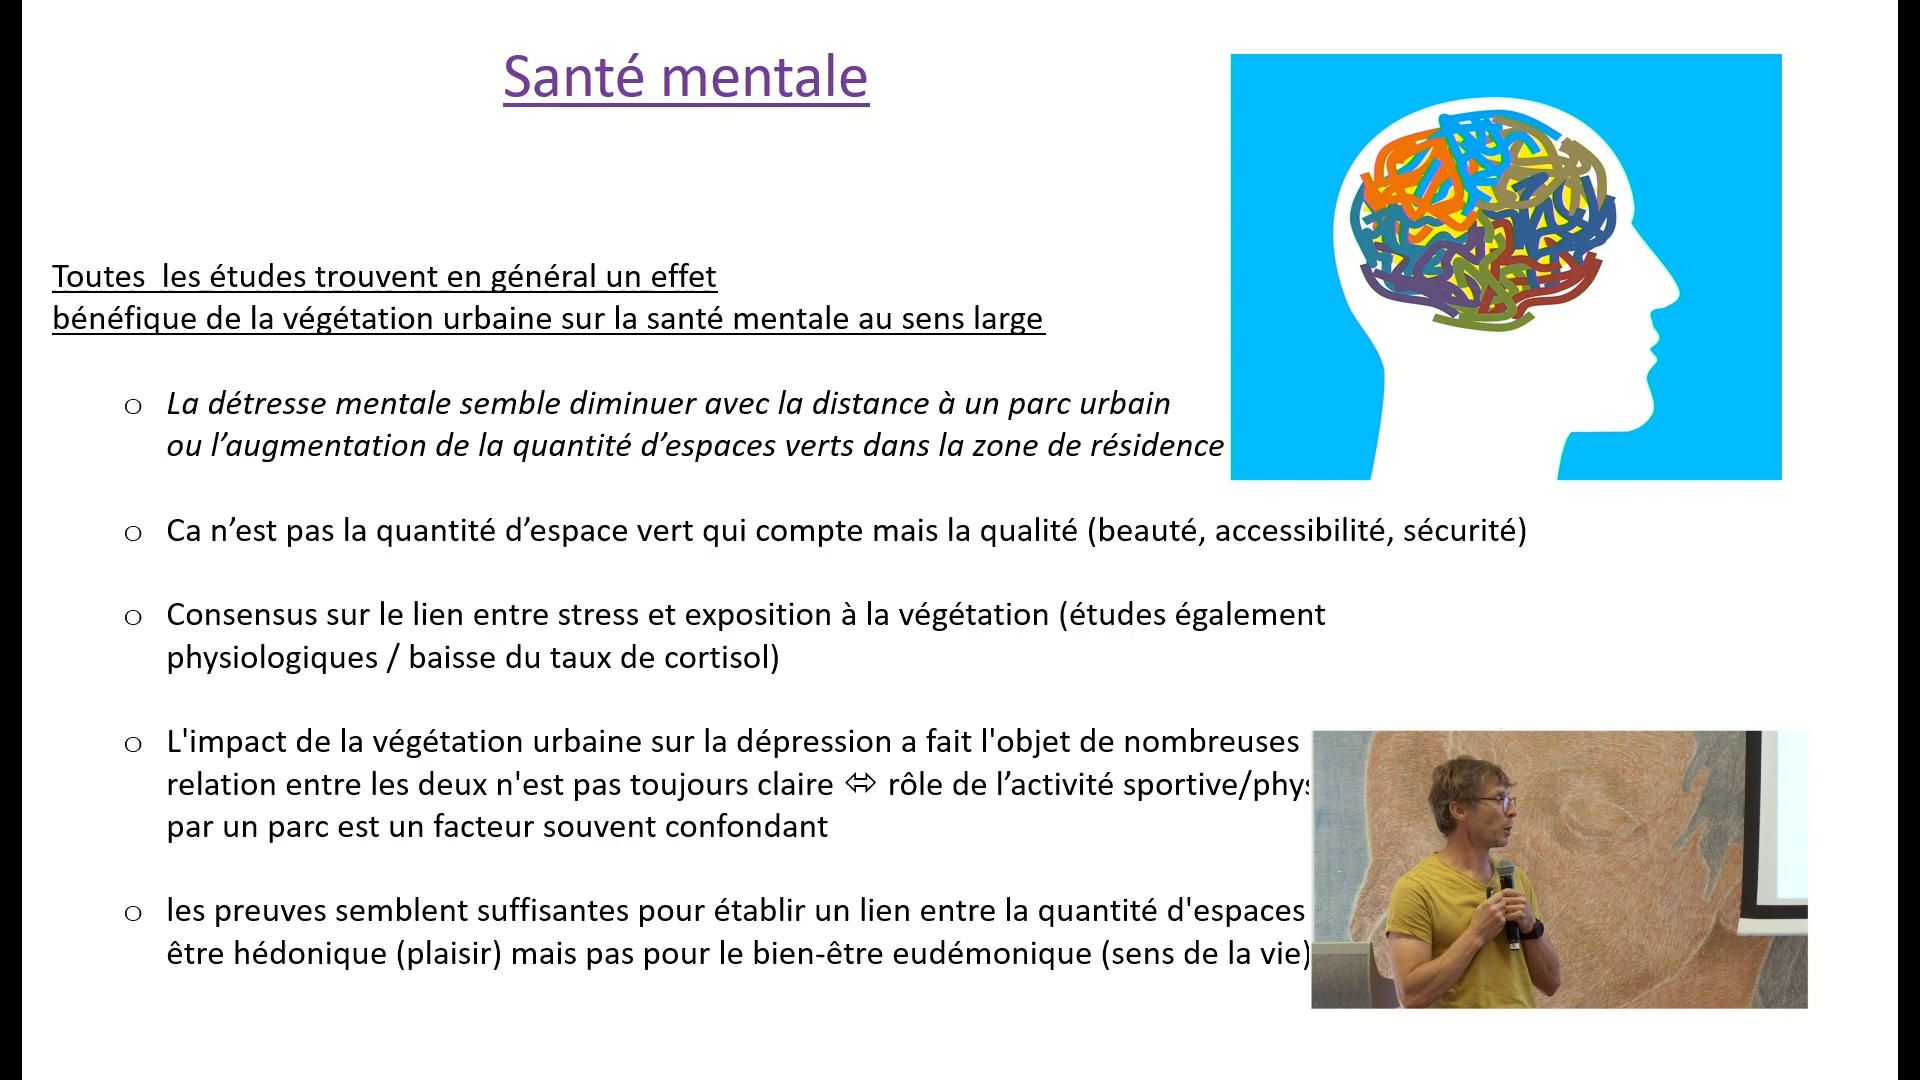 Santé mentale
Toutes les études trouvent en général un effet
bénéfique de la végétation urbaine sur la santé mentale au sens large
o La détresse mentale semble diminuer avec la distance à un parc urbain
ou l’augmentation de la quantité d’espaces verts dans la zone de résidence
o Ca n’est pas la quantité d’espace vert qui compte mais la qualité (beauté, accessibilité, sécurité)
o Consensus sur le lien entre stress et exposition à la végétation (études également
physiologiques / baisse du taux de cortisol)
o L'impact de la végétation urbaine sur la dépression a fait l'objet de nombreuses
relation entre les deux n'est pas toujours claire ⬄ rôle de l’activité sportive/
par un parc est un facteur souvent confondant
o les preuves semblent suffisantes pour établir un lien entre la quantité d'espaces
être hédonique (plaisir) mais pas pour le bien-être eudémonique (sens de la vie)